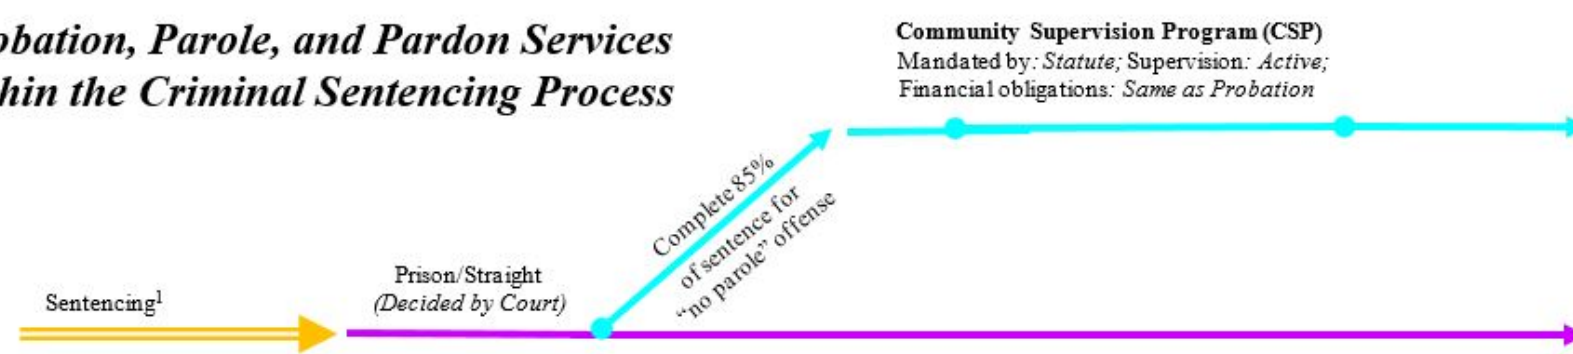 obation, Parole, and Pardon Services
hin the Criminal Sentencing Process
Community Supervision Program (CSP)
Mandated by: Statute; Supervision: Active;
Financial obligations: Same as Probation
Complete 85%
of sentence for
“no parole” offense
Prison/Straight
(Decided by Court)
Sentencing¹